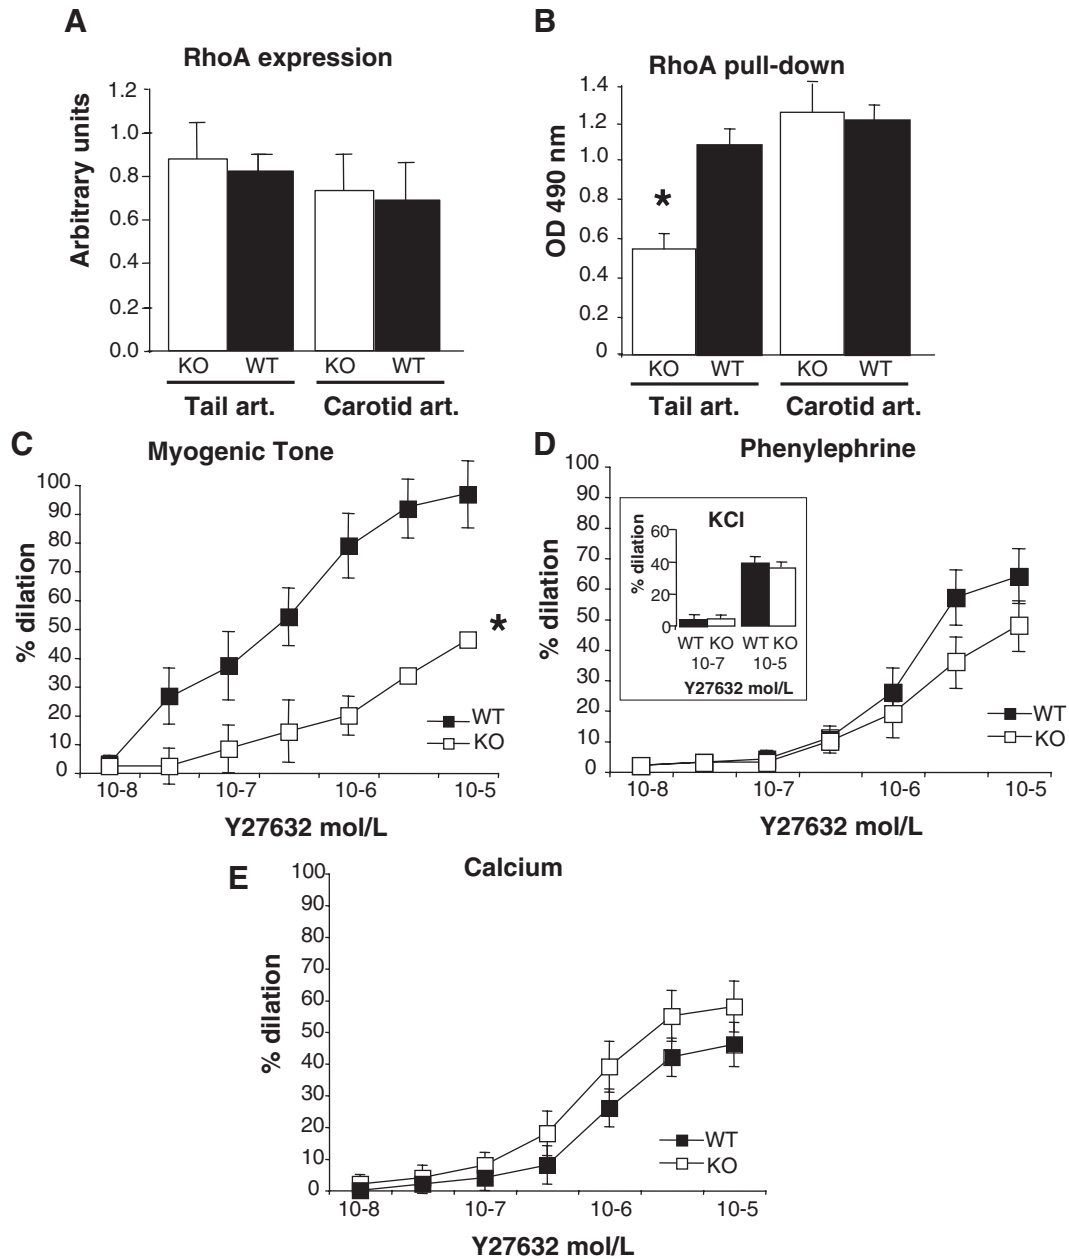 A
RhoA expression
Arbitrary units
1.2
1.0
0.8
0.6
0.4
0.2
0.0
KO WT KO WT
Tail art. Carotid art.
B
RhoA pull-down
OD 490 nm
1.4
1.2
1.0
0.8
0.6
0.4
0.2
0
*
KO WT KO WT
Tail art. Carotid art.
C
Myogenic Tone
% dilation
100
90
80
70
60
50
40
30
20
10
0
*
WT
KO
10-8 10-7 10-6 10-5
Y27632 mol/L
D
Phenylephrine
% dilation
100
90
80
70
60
50
40
30
20
10
0
KCl
% dilation
60
40
20
0
WT KO WT KO
10-7 10-5
Y27632 mol/L
WT
KO
10-8 10-7 10-6 10-5
Y27632 mol/L
E
Calcium
% dilation
100
90
80
70
60
50
40
30
20
10
0
WT
KO
10-8 10-7 10-6 10-5
Y27632 mol/L